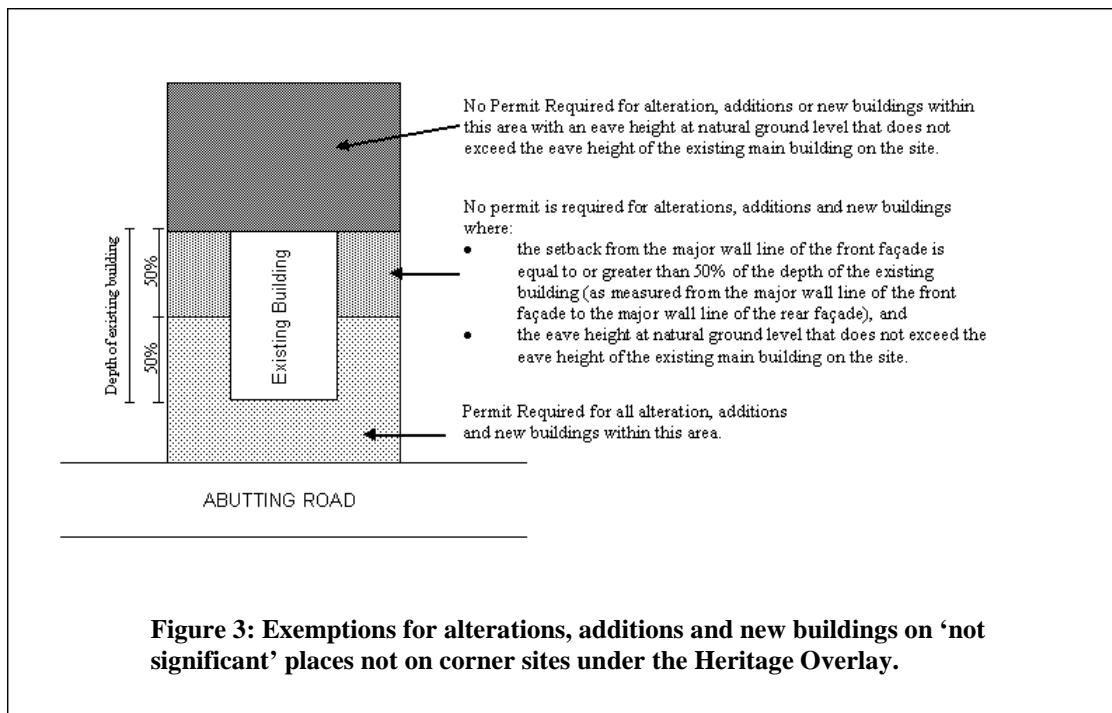 No Permit Required for alteration, additions or new buildings within
this area with an eave height at natural ground level that does not
exceed the eave height of the existing main building on the site.
No permit is required for alterations, additions and new buildings
where:
● the setback from the major wall line of the front façade is
equal to or greater than 50% of the depth of the existing
building (as measured from the major wall line of the front
façade to the major wall line of the rear façade), and
● the eave height at natural ground level that does not exceed the
eave height of the existing main building on the site.
Depth of existing building
50%
50%
Existing Building
Permit Required for all alteration, additions
and new buildings within this area.
ABUTTING ROAD
Figure 3: Exemptions for alterations, additions and new buildings on ‘not
significant’ places not on corner sites under the Heritage Overlay.